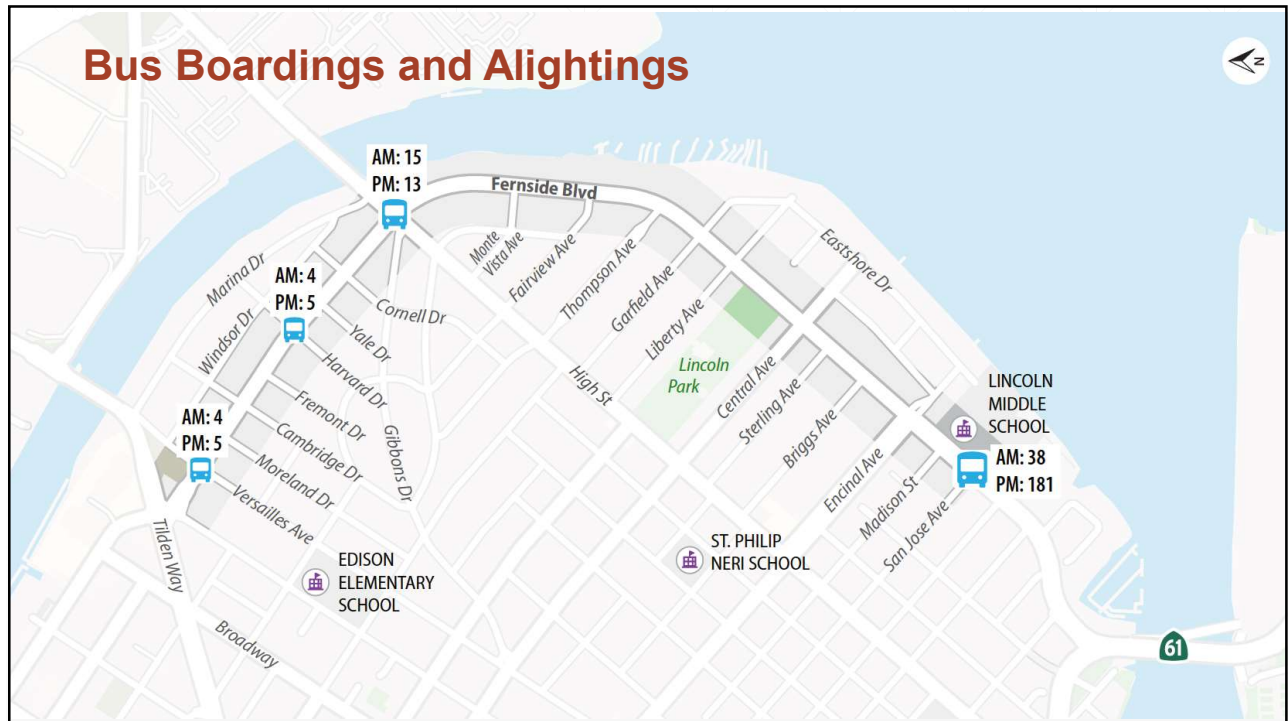 Bus Boardings and Alightings
N
AM: 15
PM: 13
Fernside Blvd
Monte
Vista Ave
Fairview Ave
Thompson Ave
Garfield Ave
Liberty Ave
Eastshore Dr
Marina Dr
AM: 4
PM: 5
Windsor Dr
Cornell Dr
Yale Dr
Harvard Dr
Fremont Dr
Cambridge Dr
Gibbons Dr
High St
Lincoln
Park
Central Ave
Sterling Ave
Briggs Ave
LINCOLN
MIDDLE
SCHOOL
AM: 4
PM: 5
Moreland Dr
Versailles Ave
Encinal Ave
Madison St
San Jose Ave
AM: 38
PM: 181
Tilden Way
EDISON
ELEMENTARY
SCHOOL
ST. PHILIP
NERI SCHOOL
Broadway
61